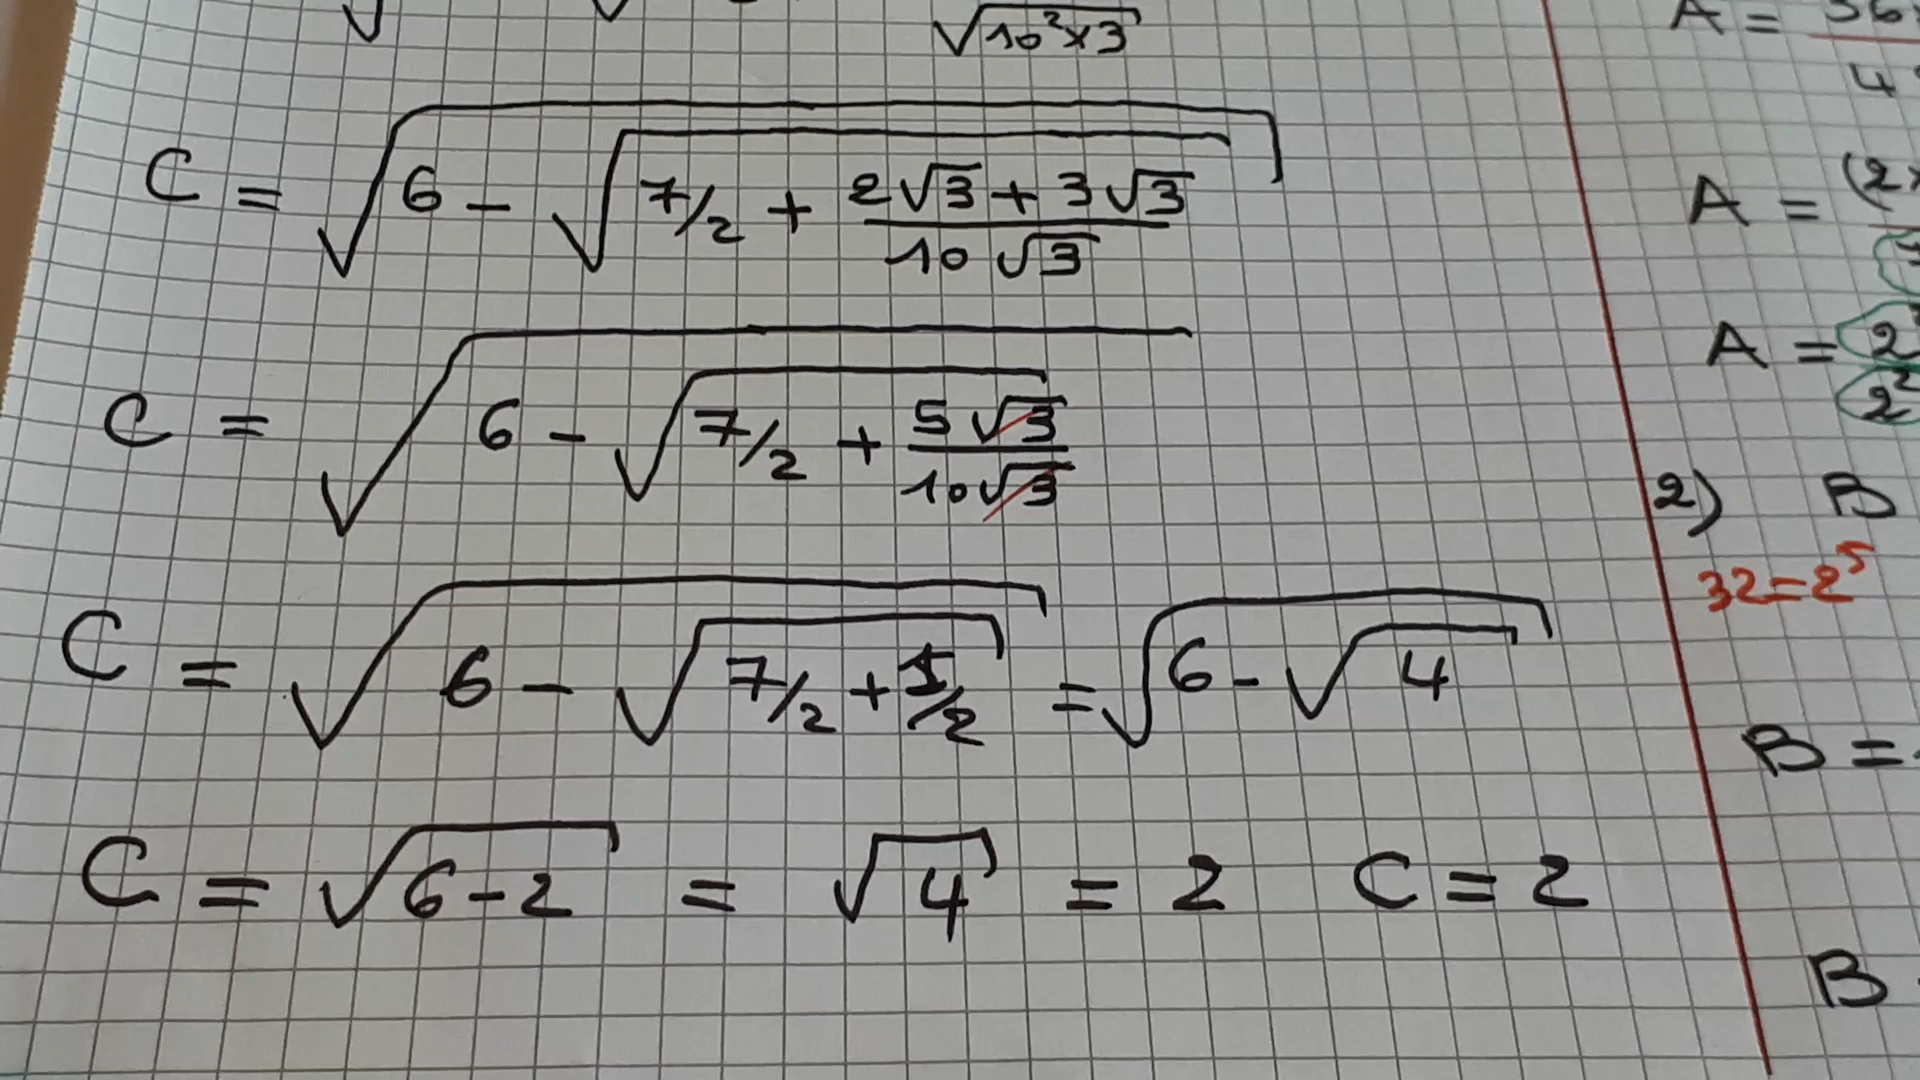 √10²×3
C = √(6 - √(7/2 + (2√3 + 3√3)/(10√3)))
C = √(6 - √(7/2 + 5√3/10√3))
C = √(6 - √(7/2 + 1/2)) = √(6 - √4)
C = √(6-2) = √4 = 2 C = 2
A =
A =
A =
2) B
32=2⁵
B =
B